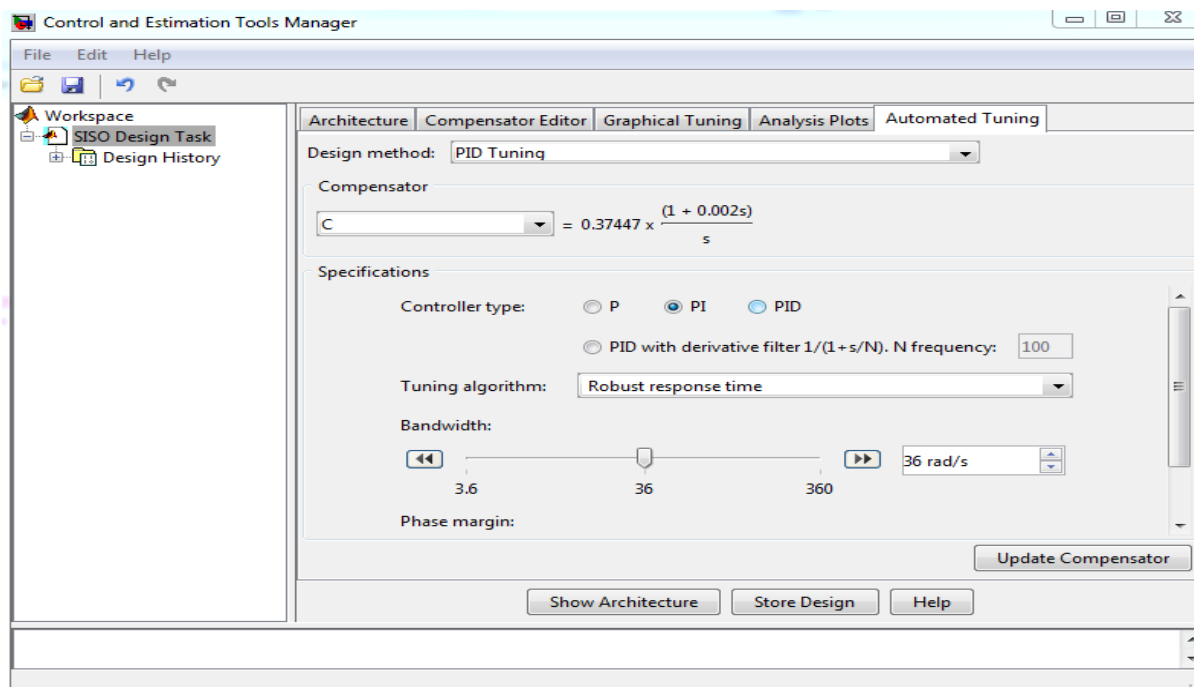 Control and Estimation Tools Manager
File Edit Help
Workspace
SISO Design Task
Design History
Architecture Compensator Editor Graphical Tuning Analysis Plots Automated Tuning
Design method: PID Tuning
Compensator
C = 0.37447 x (1 + 0.002s)
s
Specifications
Controller type: P PI PID
PID with derivative filter 1/(1+s/N). N frequency: 100
Tuning algorithm: Robust response time
Bandwidth:
36 rad/s
3.6 36 360
Phase margin:
Update Compensator
Show Architecture Store Design Help